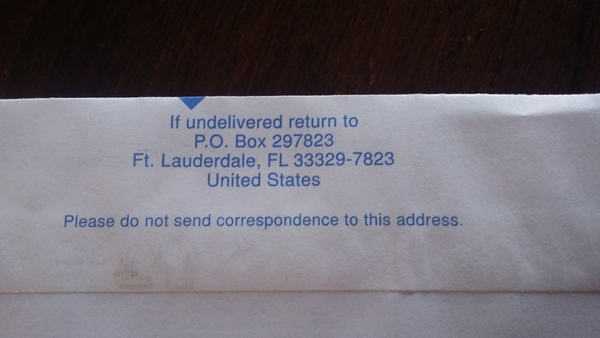 If undelivered return to
P.O. Box 297823
Ft. Lauderdale, FL 33329-7823
United States
Please do not send correspondence to this address.